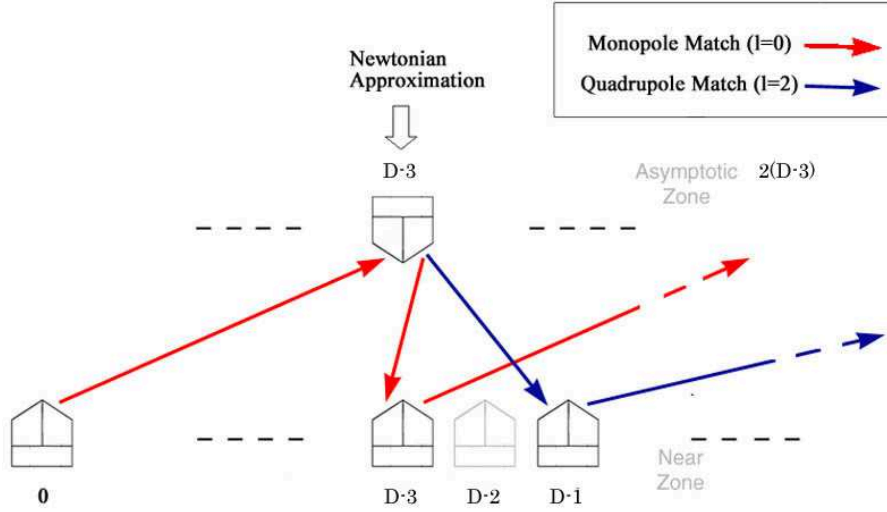 Monopole Match (l=0)
Quadrupole Match (l=2)
Newtonian
Approximation
D-3
Asymptotic
Zone
2(D-3)
0
D-3
D-2
D-1
Near
Zone